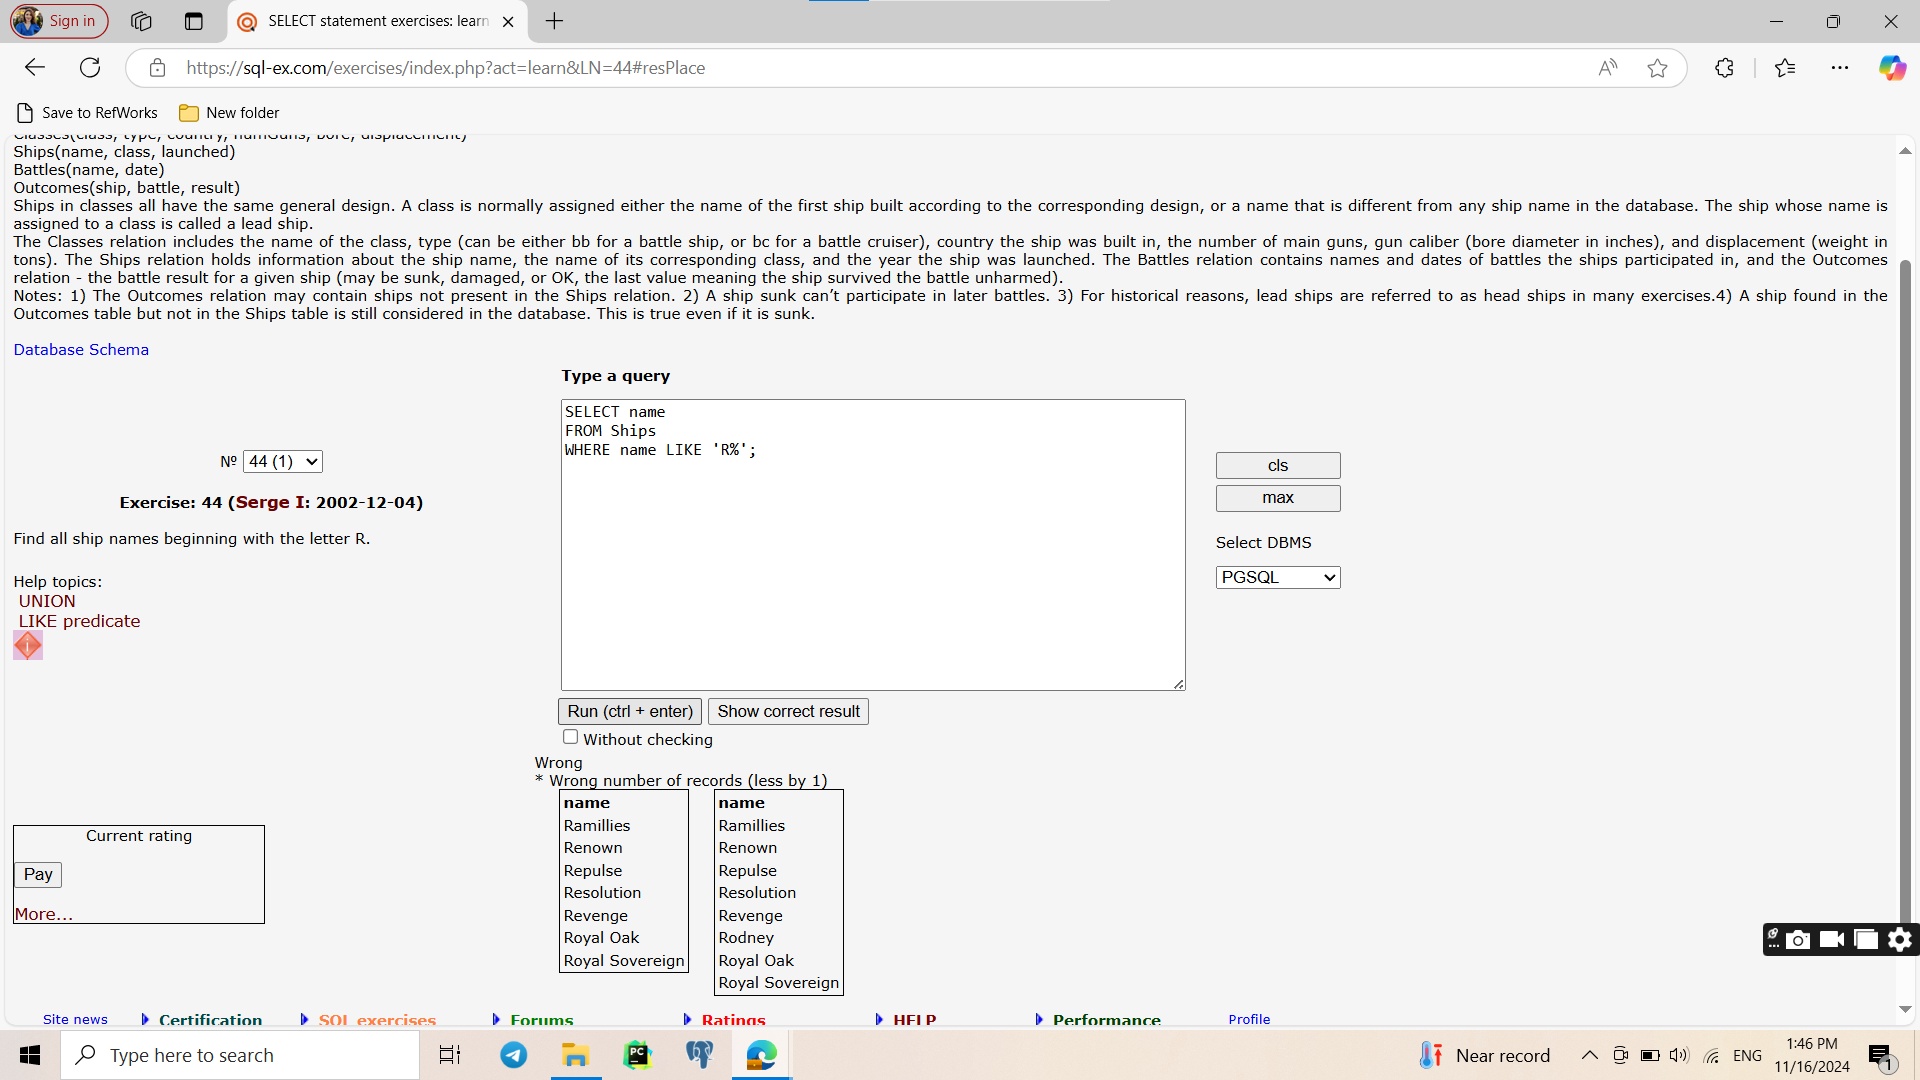 Sign in
SELECT statement exercises: learn
https://sql-ex.com/exercises/index.php?act=learn&LN=44#resPlace
Save to RefWorks
New folder
Classes(class, type, country, numGuns, bore, displacement)
Ships(name, class, launched)
Battles(name, date)
Outcomes(ship, battle, result)
Ships in classes all have the same general design. A class is normally assigned either the name of the first ship built according to the corresponding design, or a name that is different from any ship name in the database. The ship whose name is
assigned to a class is called a lead ship.
The Classes relation includes the name of the class, type (can be either bb for a battle ship, or bc for a battle cruiser), country the ship was built in, the number of main guns, gun caliber (bore diameter in inches), and displacement (weight in
tons). The Ships relation holds information about the ship name, the name of its corresponding class, and the year the ship was launched. The Battles relation contains names and dates of battles the ships participated in, and the Outcomes
relation - the battle result for a given ship (may be sunk, damaged, or OK, the last value meaning the ship survived the battle unharmed).
Notes: 1) The Outcomes relation may contain ships not present in the Ships relation. 2) A ship sunk can’t participate in later battles. 3) For historical reasons, lead ships are referred to as head ships in many exercises.4) A ship found in the
Outcomes table but not in the Ships table is still considered in the database. This is true even if it is sunk.
Database Schema
Type a query
SELECT name
FROM Ships
WHERE name LIKE 'R%';
Nº 44 (1)
Exercise: 44 (Serge I: 2002-12-04)
Find all ship names beginning with the letter R.
Help topics:
UNION
LIKE predicate
cls
max
Select DBMS
PGSQL
Run (ctrl + enter)
Show correct result
Without checking
Wrong
* Wrong number of records (less by 1)
name
Ramillies
Renown
Repulse
Resolution
Revenge
Royal Oak
Royal Sovereign
name
Ramillies
Renown
Repulse
Resolution
Revenge
Rodney
Royal Oak
Royal Sovereign
Current rating
Pay
More...
Site news
Certification
SQL exercises
Forums
Ratings
HELP
Performance
Profile
Type here to search
PC
Near record
ENG
1:46 PM
11/16/2024
1